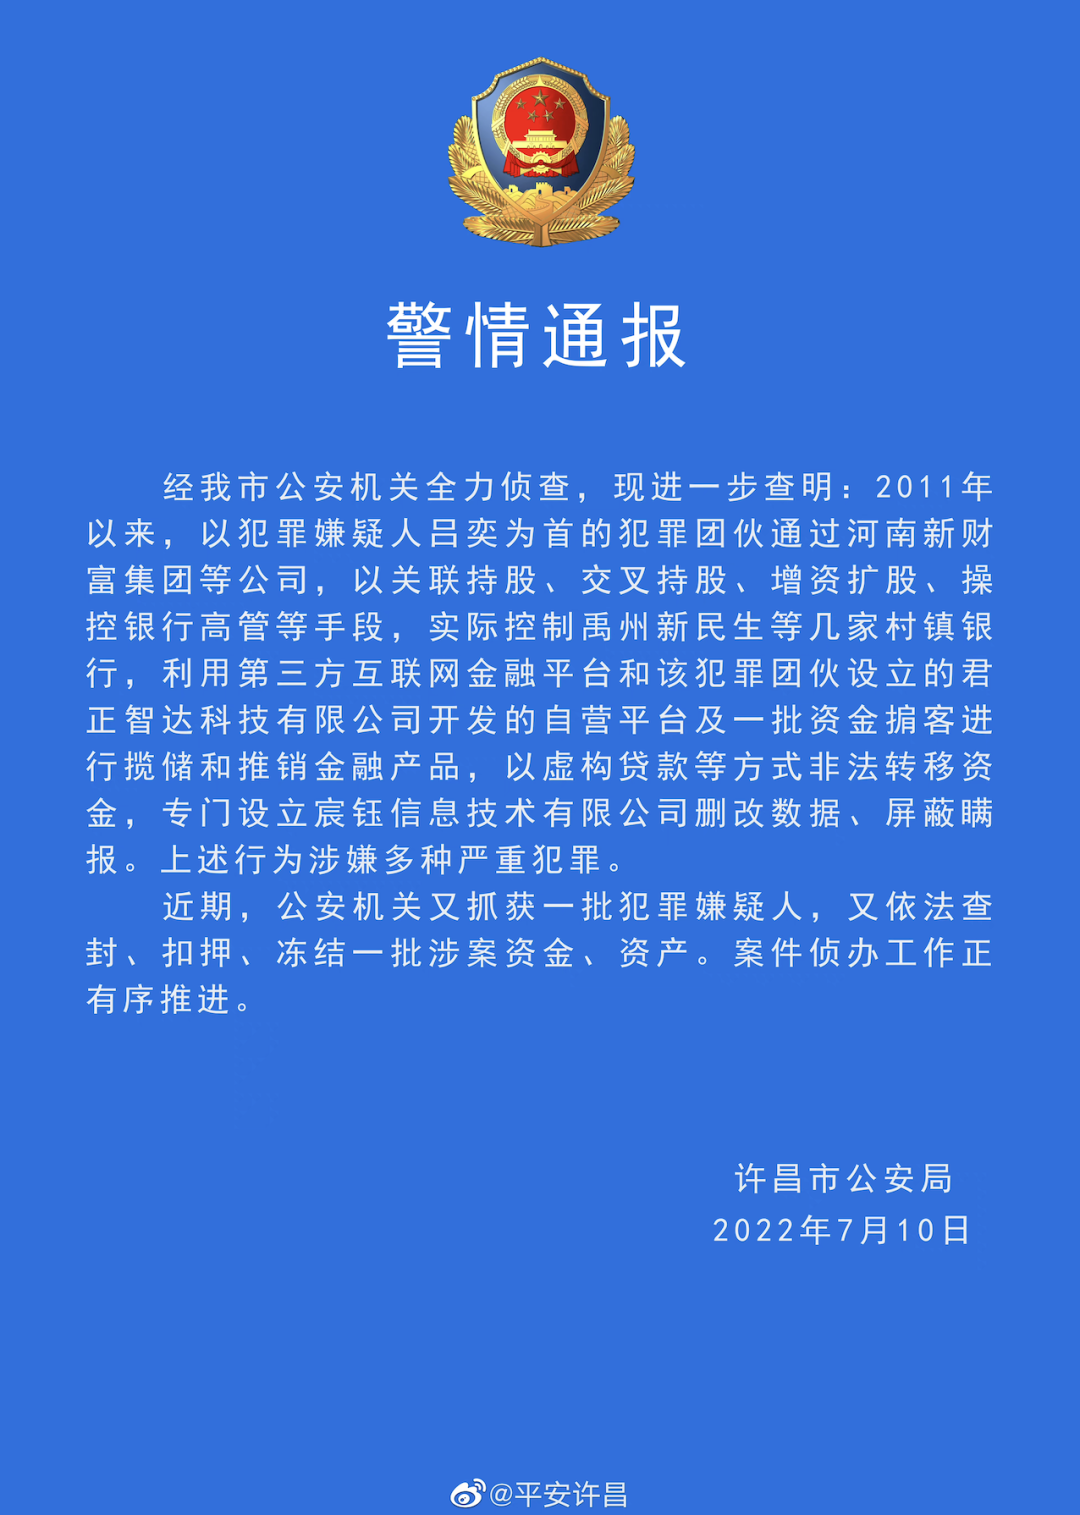 警情通报
经我市公安机关全力侦查，现进一步查明：2011年
以来，以犯罪嫌疑人吕奕为首的犯罪团伙通过河南新财
富集团等公司，以关联持股、交叉持股、增资扩股、操
控银行高管等手段，实际控制禹州新民生等几家村镇银
行，利用第三方互联网金融平台和该犯罪团伙设立的君
正智达科技有限公司开发的自营平台及一批资金掮客进
行揽储和推销金融产品，以虚构贷款等方式非法转移资
金，专门设立宸钰信息技术有限公司删改数据、屏蔽瞒
报。上述行为涉嫌多种严重犯罪。
近期，公安机关又抓获一批犯罪嫌疑人，又依法查
封、扣押、冻结一批涉案资金、资产。案件侦办工作正
有序推进。
许昌市公安局
2022年7月10日
@平安许昌